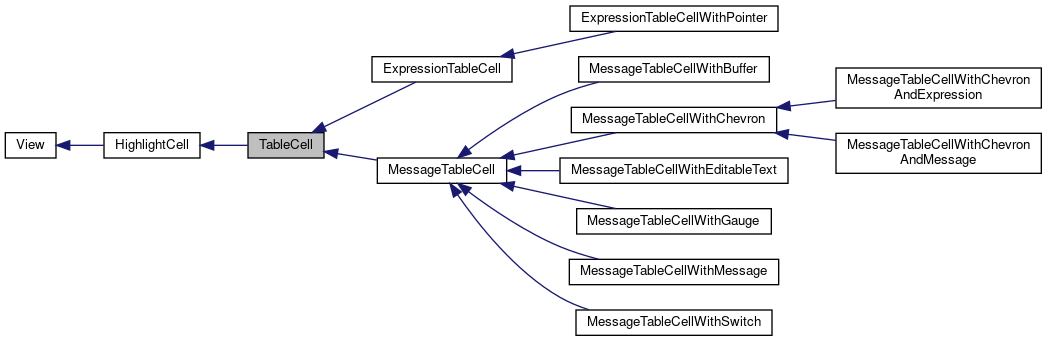 ExpressionTableCellWithPointer
ExpressionTableCell
MessageTableCellWithBuffer
MessageTableCellWithChevron
AndExpression
MessageTableCellWithChevron
View
HighlightCell
TableCell
MessageTableCellWithChevron
AndMessage
MessageTableCell
MessageTableCellWithEditableText
MessageTableCellWithGauge
MessageTableCellWithMessage
MessageTableCellWithSwitch